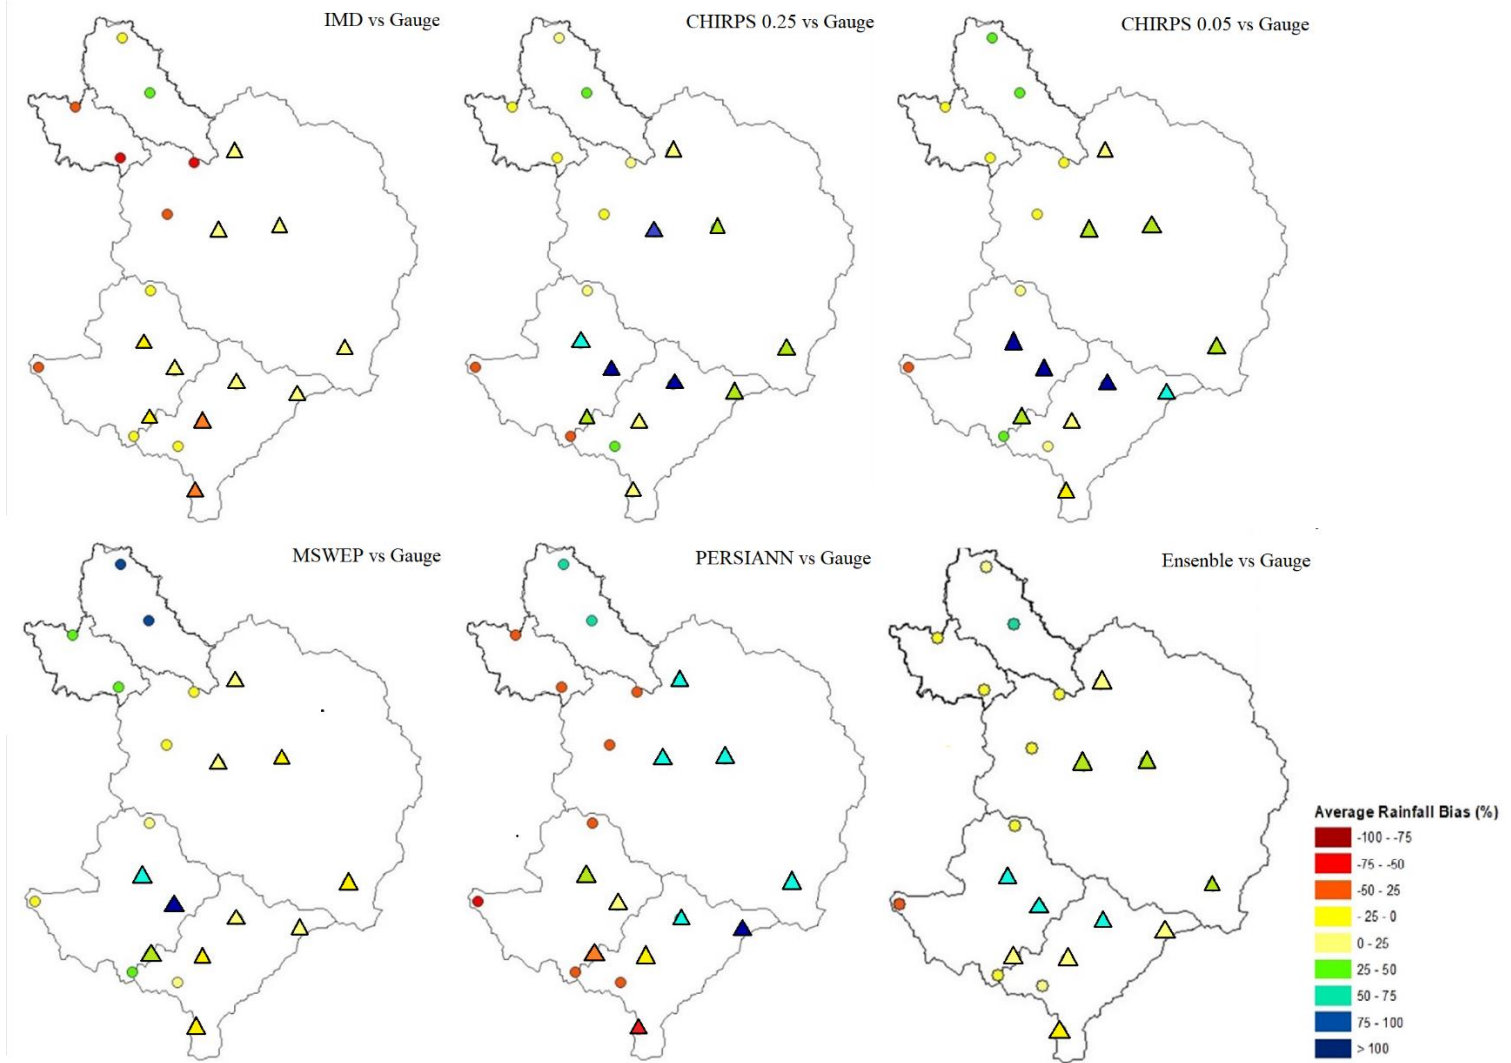 IMD vs Gauge
CHIRPS 0.25 vs Gauge
CHIRPS 0.05 vs Gauge
MSWEP vs Gauge
PERSIANN vs Gauge
Ensenble vs Gauge
Average Rainfall Bias (%)
-100 - -75
-75 - -50
-50 - 25
- 25 - 0
0 - 25
25 - 50
50 - 75
75 - 100
> 100